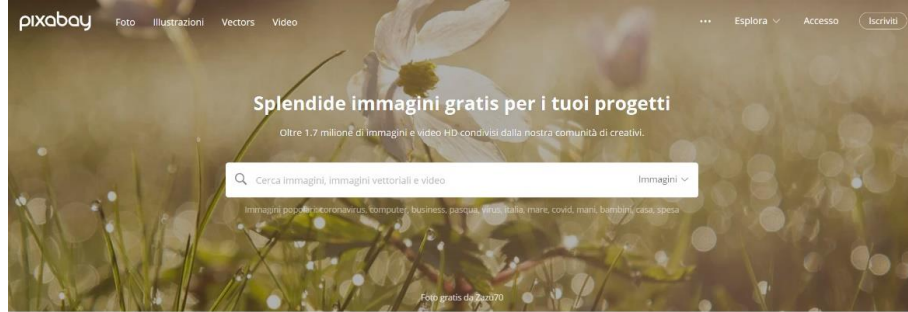 pixabay Foto Illustrazioni Vectors Video ••• Esplora Accesso Iscriviti
Splendide immagini gratis per i tuoi progetti
Oltre 1.7 milione di immagini e video HD condivisi dalla nostra comunità di creativi.
Cerca immagini, immagini vettoriali e video Immagini
Immagini popolari: coronavirus, computer, business, pasqua, virus, italia, mare, covid, mani, bambini, casa, spesa
Foto gratis da Zazu70